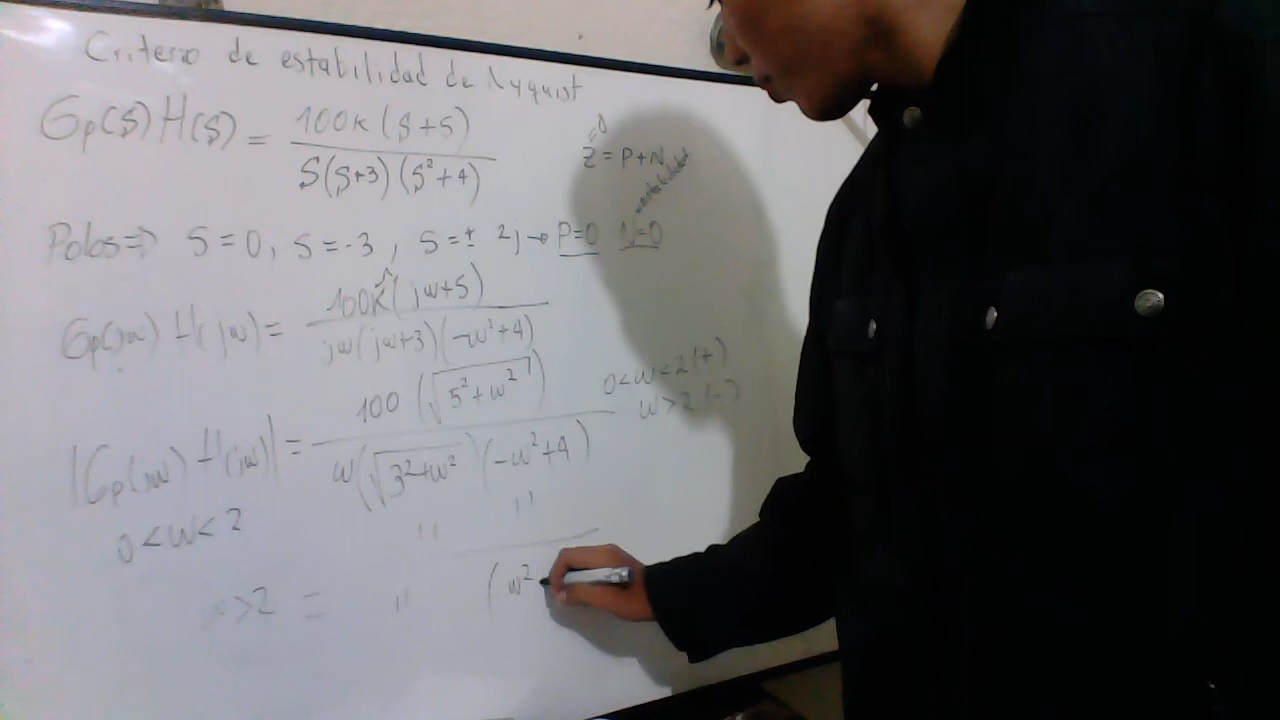 Criterio de estabilidad de Nyquist
Gp(s)H(s) = 100K(s+5) / S(S+3)(S²+4)
=0
Z = P+N
estabilidad
Polos=> S=0, S=-3, S=± 2j → P=0 N=0
Gp(jw) H(jw) = 100K(jw+5) / jw(jw+3)(-w²+4)
|Gp(jw) H(jw)| = 100(√5²+w²) / w(√3²+w²)(-w²+4)
0<w<2 (+)
w>2 (-)
0<w<2 " "
w>2 = " (w²